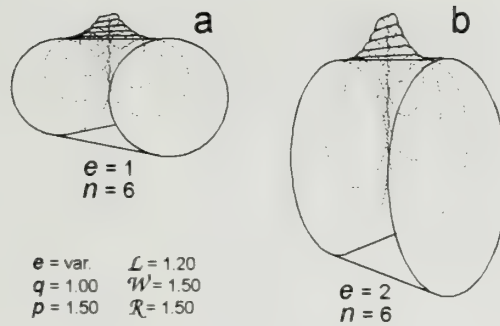 a
b
e = 1
n = 6
e = 2
n = 6
e = var. ℒ = 1.20
q = 1.00 𝒲 = 1.50
p = 1.50 ℛ = 1.50